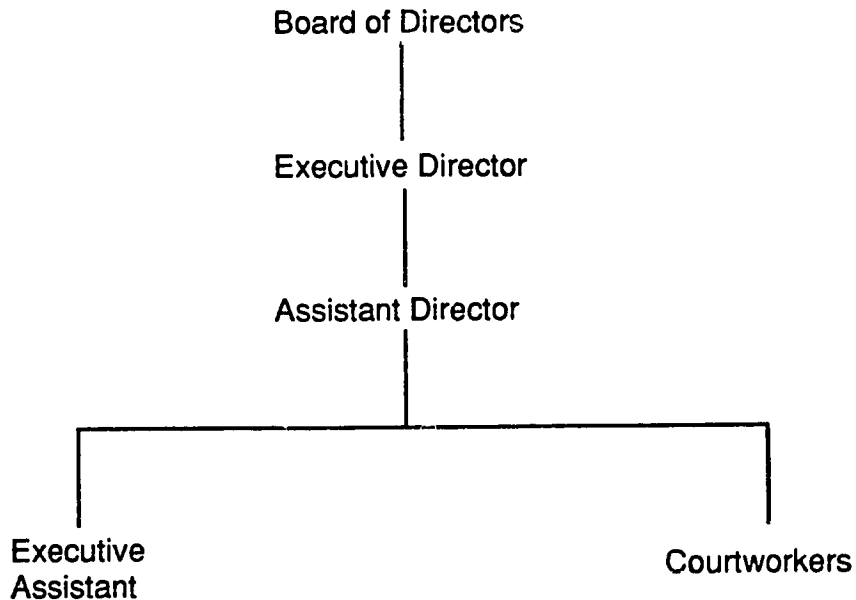 Board of Directors
Executive Director
Assistant Director
Executive
Assistant
Courtworkers